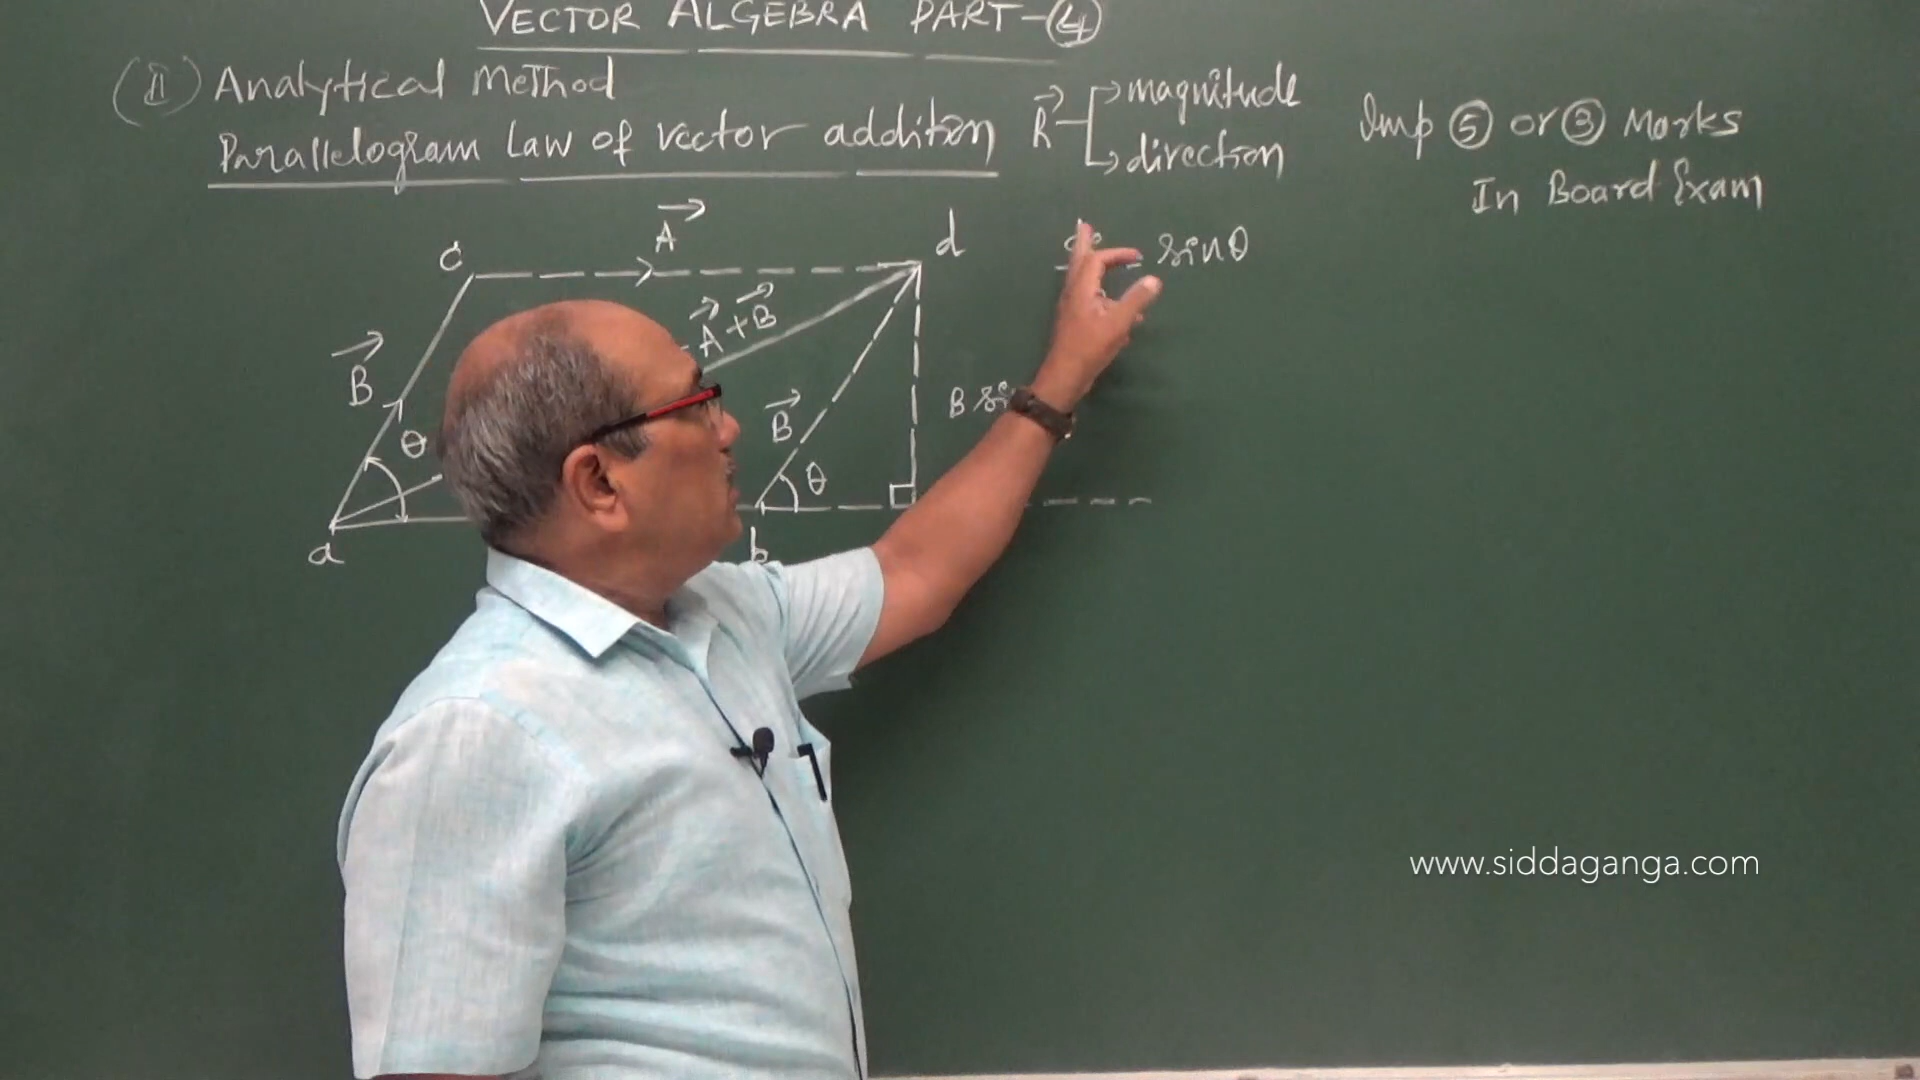 VECTOR ALGEBRA PART-④
(II) Analytical Method
Parallelogram Law of vector addition
R → magnitude
→ direction
Imp ⑤ or ③ Marks
In Board Exam
A
c
d
sinθ
A + B
B
B
θ
θ
B
a
b
www.siddaganga.com